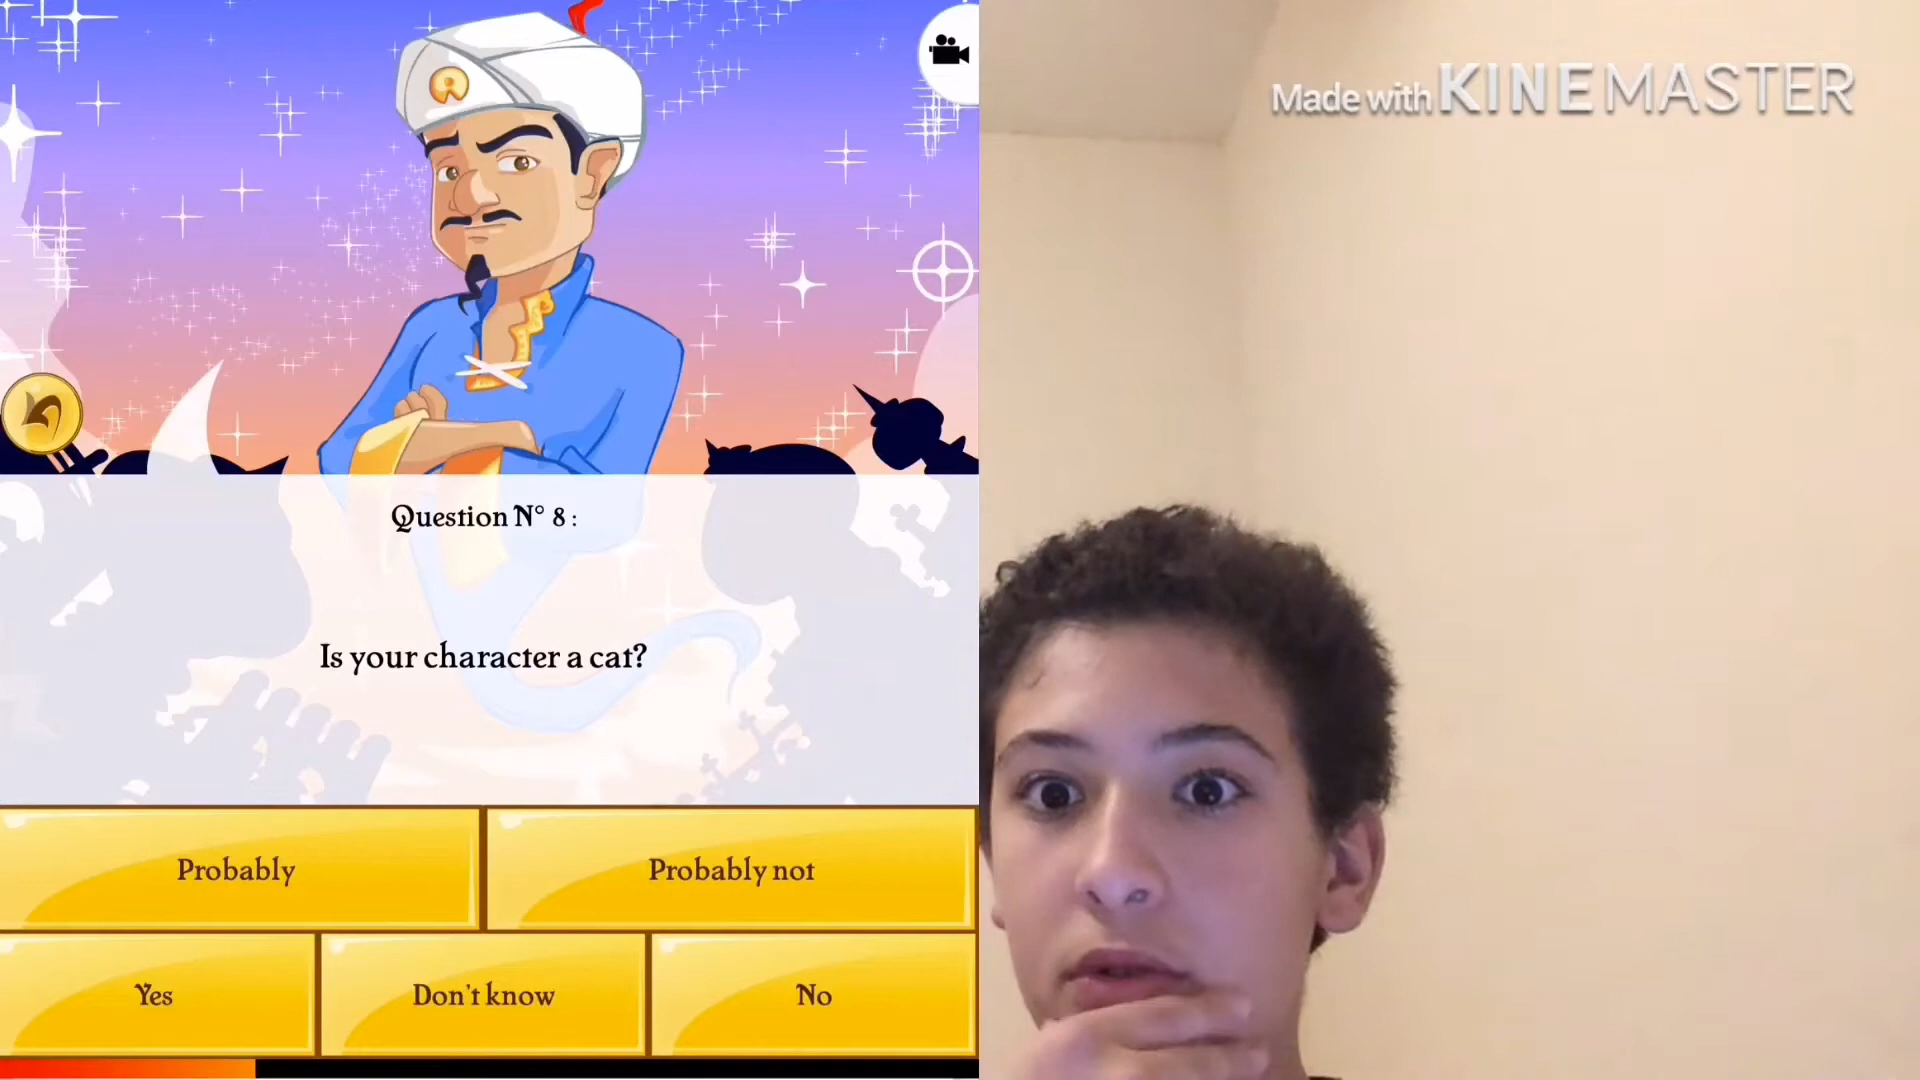 Made with KINEMASTER
Question N° 8 :
Is your character a cat?
Probably
Probably not
Yes
Don't know
No